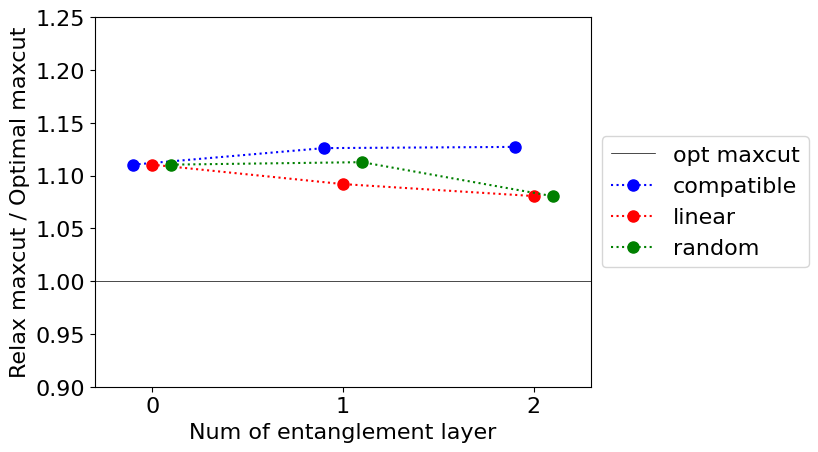 Relax maxcut / Optimal maxcut
1.25
1.20
1.15
1.10
1.05
1.00
0.95
0.90
0
1
2
Num of entanglement layer
opt maxcut
compatible
linear
random